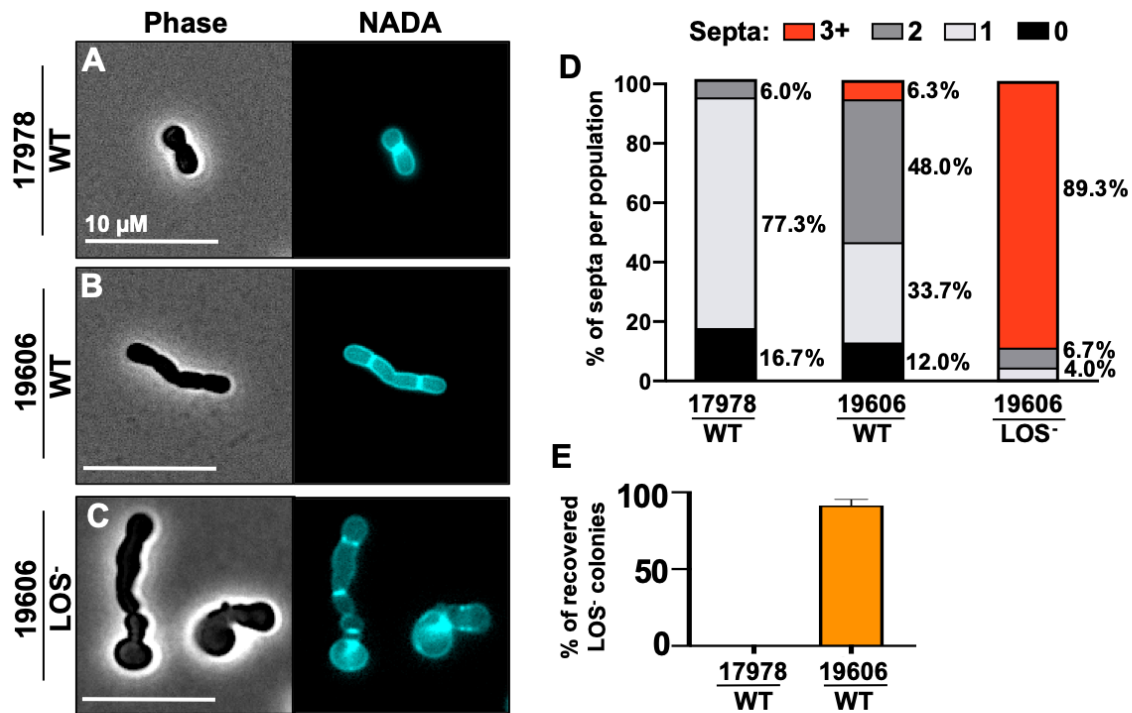 Phase NADA
A
17978
WT
10 µM
B
19606
WT
C
19606
LOS-
Septa: 3+ 2 1 0
D
% of septa per population
100
80
60
40
20
0
6.0%
77.3%
16.7%
6.3%
48.0%
33.7%
12.0%
89.3%
6.7%
4.0%
17978
WT
19606
WT
19606
LOS-
E
% of recovered
LOS- colonies
100
50
0
17978
WT
19606
WT